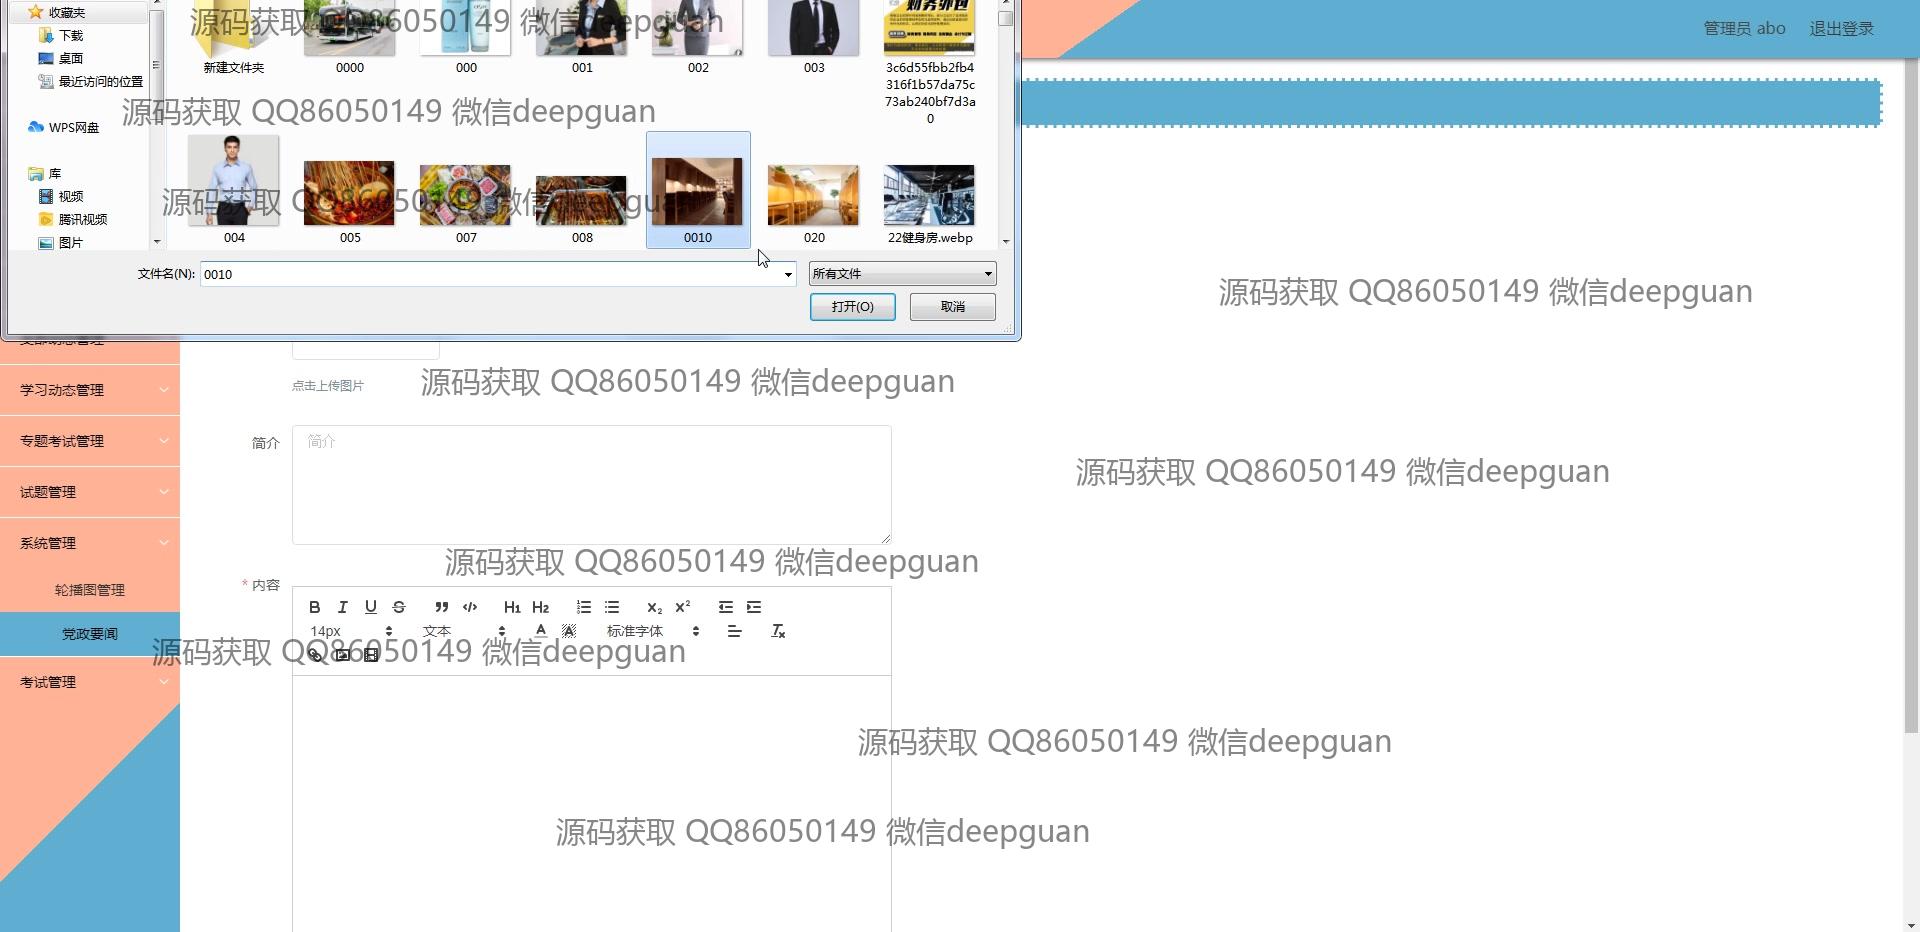 收藏夹
下载
桌面
最近访问的位置
WPS网盘
库
视频
腾讯视频
图片
新建文件夹
0000
000
001
002
003
3c6d55fbb2fb4
316f1b57da75c
73ab240bf7d3a
0
004
005
007
008
0010
020
22健身房.webp
文件名(N):
0010
所有文件
打开(O)
取消
管理员 abo
退出登录
源码获取 QQ86050149 微信deepguan
源码获取 QQ86050149 微信deepguan
源码获取 QQ86050149 微信deepguan
源码获取 QQ86050149 微信deepguan
源码获取 QQ86050149 微信deepguan
源码获取 QQ86050149 微信deepguan
源码获取 QQ86050149 微信deepguan
源码获取 QQ86050149 微信deepguan
源码获取 QQ86050149 微信deepguan
源码获取 QQ86050149 微信deepguan
学习动态管理
专题考试管理
试题管理
系统管理
轮播图管理
党政要闻
考试管理
点击上传图片
简介
简介
* 内容
14px
文本
标准字体